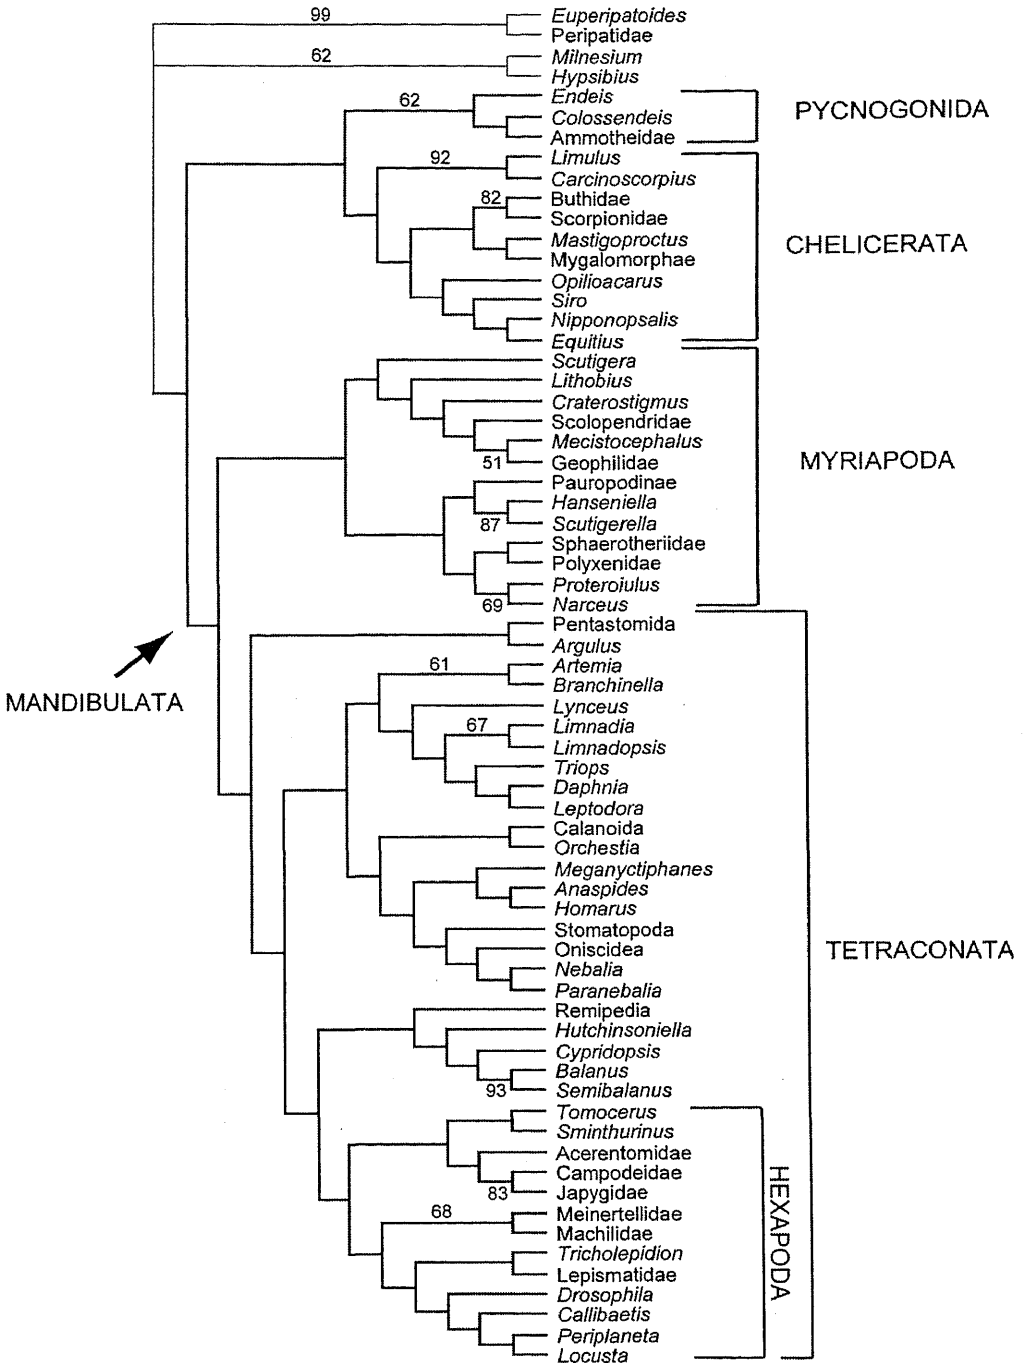 99
Euperipatoides
Peripatidae
62
Milnesium
Hypsibius
62
Endeis
Colossendeis
Ammotheidae
PYCNOGONIDA
92
Limulus
Carcinoscorpius
82
Buthidae
Scorpionidae
Mastigoproctus
Mygalomorphae
Opilioacarus
Siro
Nipponopsalis
Equitius
CHELICERATA
Scutigera
Lithobius
Craterostigmus
Scolopendridae
Mecistocephalus
51
Geophilidae
Pauropodinae
Hanseniella
87
Scutigerella
Sphaerotheriidae
Polyxenidae
Proteroiulus
69
Narceus
MYRIAPODA
MANDIBULATA
Pentastomida
Argulus
61
Artemia
Branchinella
Lynceus
67
Limnadia
Limnadopsis
Triops
Daphnia
Leptodora
Calanoida
Orchestia
Meganyctiphanes
Anaspides
Homarus
Stomatopoda
Oniscidea
Nebalia
Paranebalia
TETRACONATA
Remipedia
Hutchinsoniella
Cypridopsis
Balanus
93
Semibalanus
Tomocerus
Sminthurinus
Acerentomidae
Campodeidae
83
Japygidae
68
Meinertellidae
Machilidae
Tricholepidion
Lepismatidae
Drosophila
Callibaetis
Periplaneta
Locusta
HEXAPODA